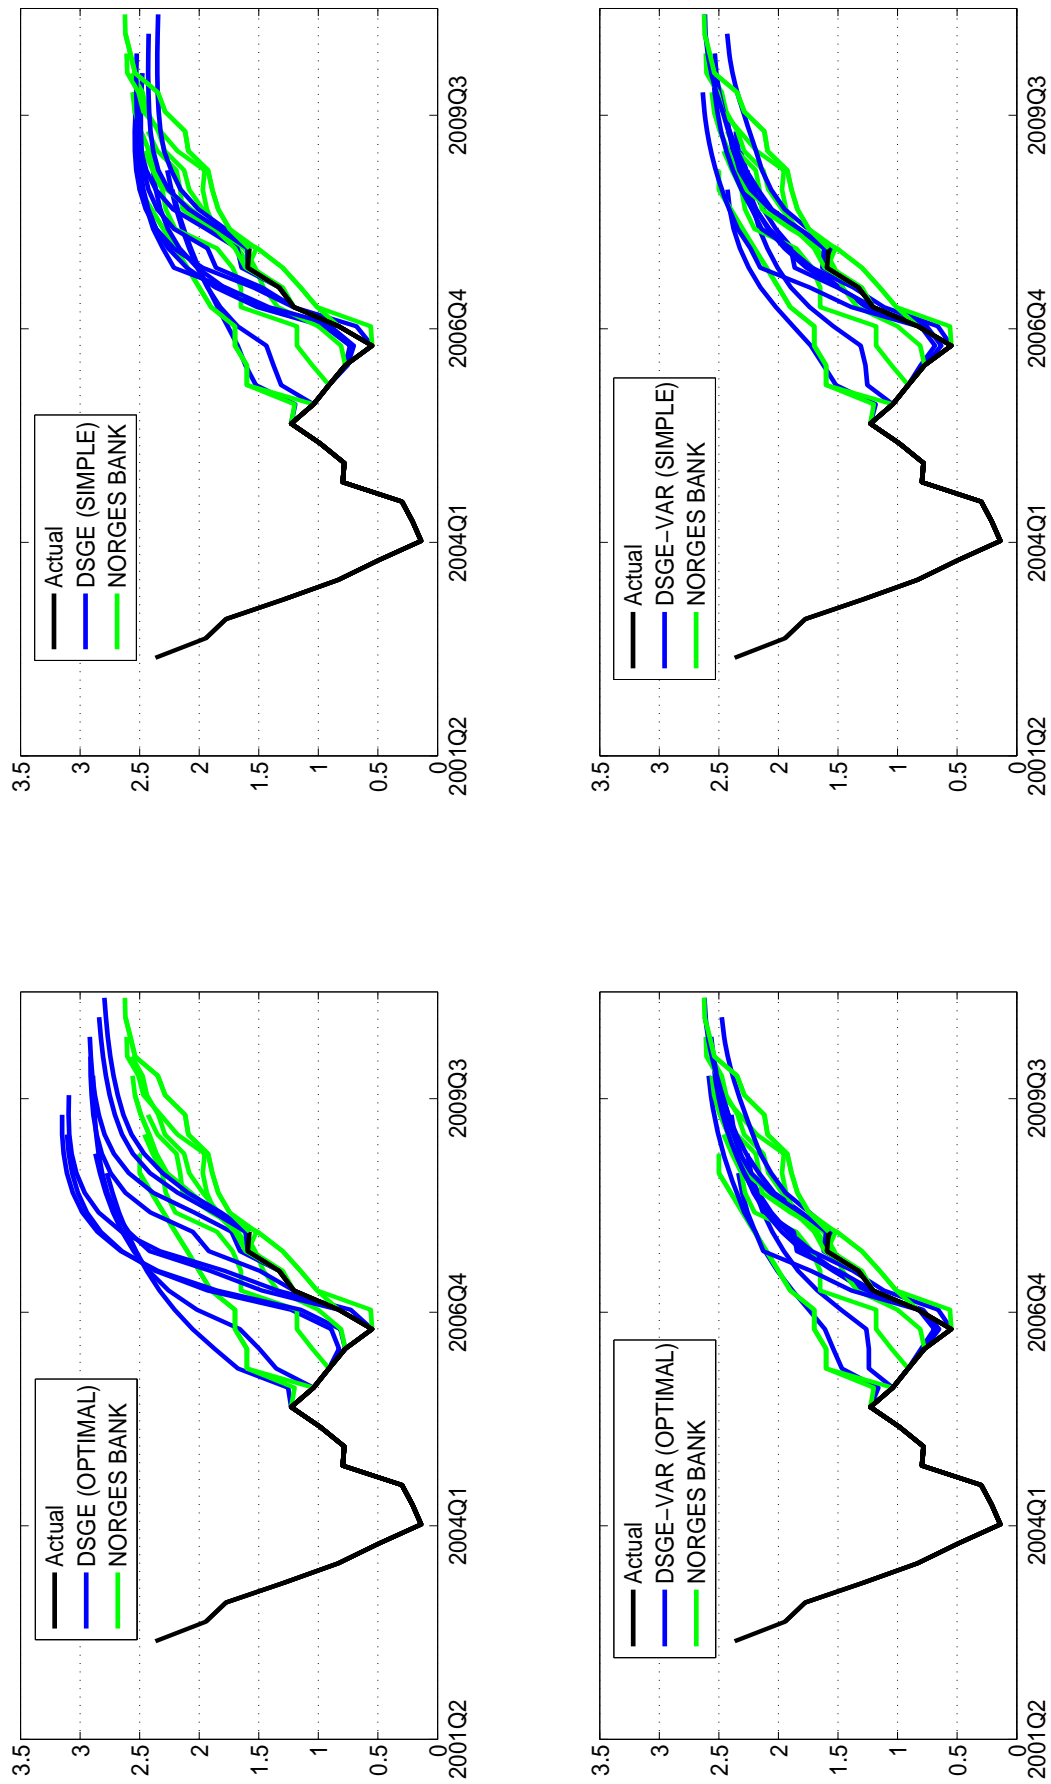 3.5
3
2.5
2
1.5
1
0.5
0
2001Q2
2004Q1
2006Q4
2009Q3
Actual
DSGE (OPTIMAL)
NORGES BANK
3.5
3
2.5
2
1.5
1
0.5
0
2001Q2
2004Q1
2006Q4
2009Q3
Actual
DSGE (SIMPLE)
NORGES BANK
3.5
3
2.5
2
1.5
1
0.5
0
2001Q2
2004Q1
2006Q4
2009Q3
Actual
DSGE−VAR (OPTIMAL)
NORGES BANK
3.5
3
2.5
2
1.5
1
0.5
0
2001Q2
2004Q1
2006Q4
2009Q3
Actual
DSGE−VAR (SIMPLE)
NORGES BANK